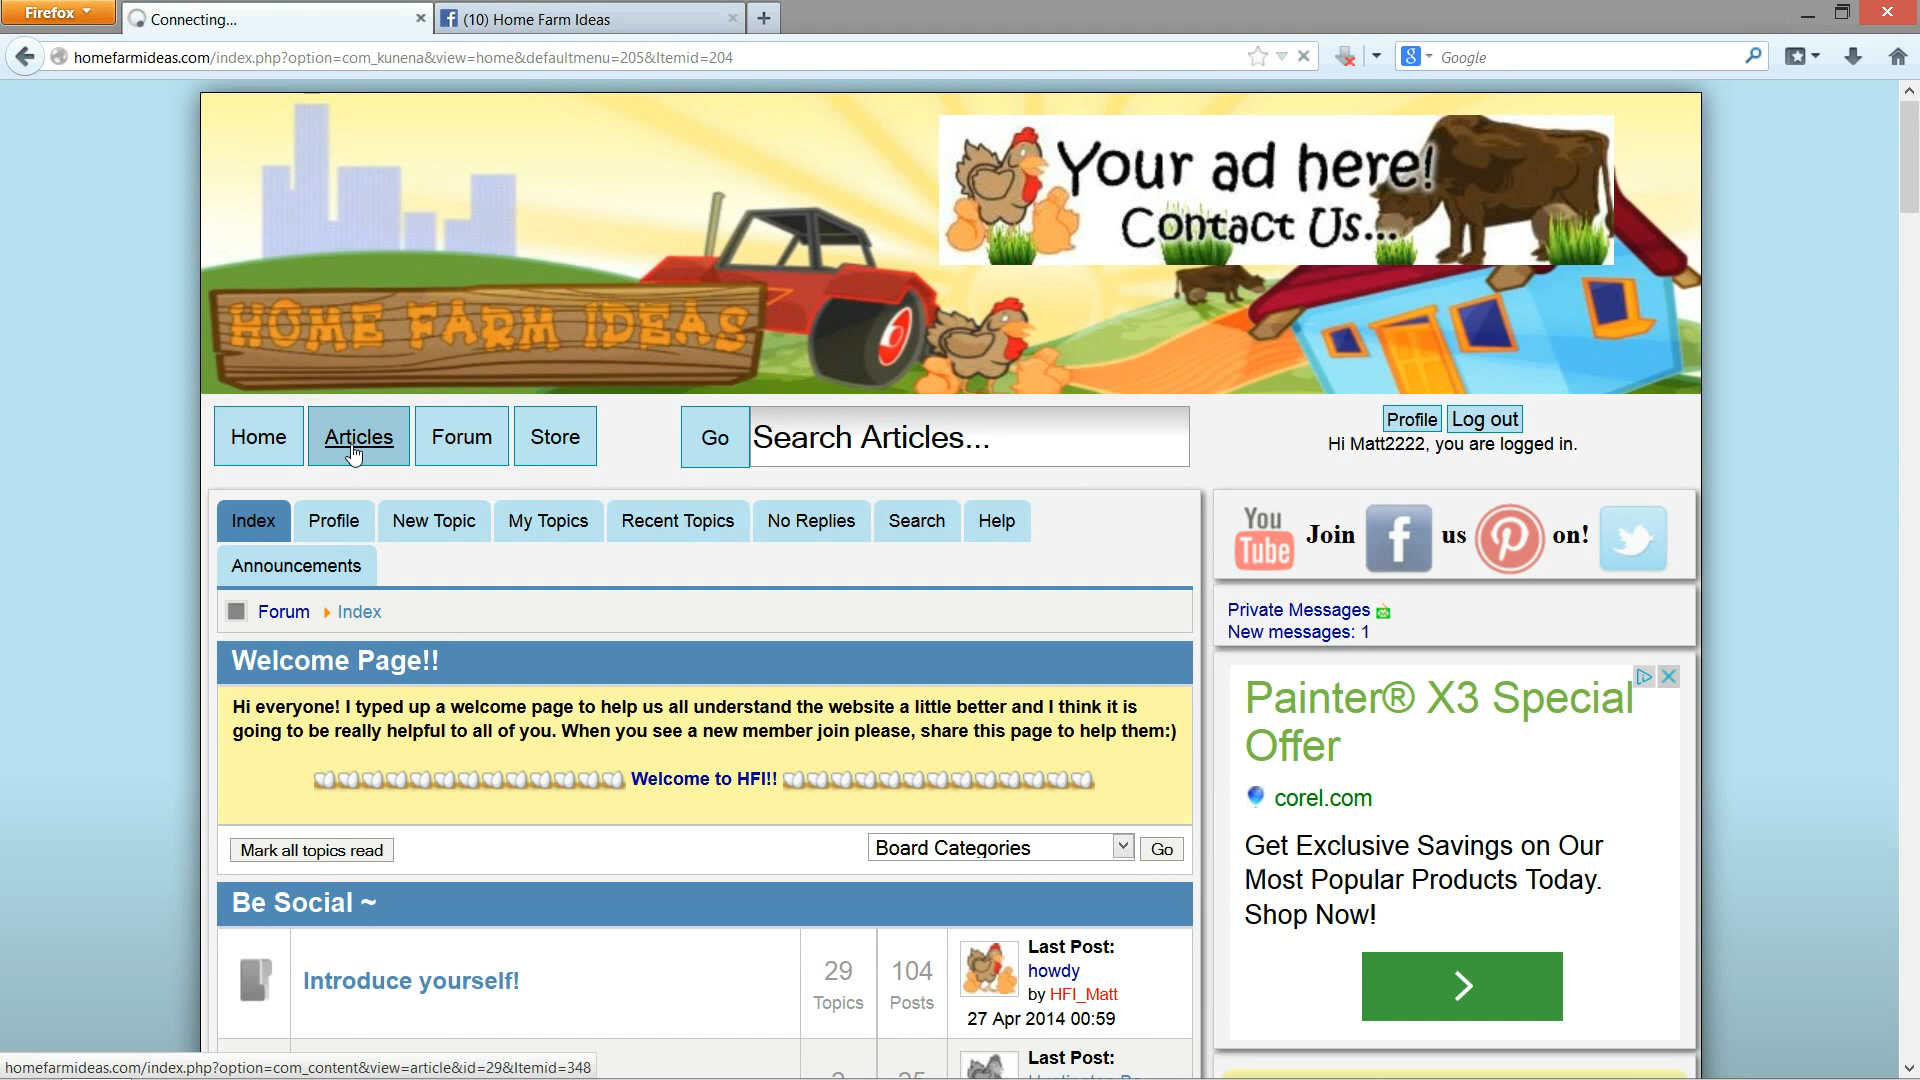 Firefox
Connecting...
(10) Home Farm Ideas
homefarmideas.com/index.php?option=com_kunena&view=home&defaultmenu=205&Itemid=204
Google
Your ad here!
Contact Us...
HOME FARM IDEAS
Home
Articles
Forum
Store
Go
Search Articles...
Profile
Log out
Hi Matt2222, you are logged in.
Index
Profile
New Topic
My Topics
Recent Topics
No Replies
Search
Help
Announcements
Forum
Index
Welcome Page!!
Hi everyone! I typed up a welcome page to help us all understand the website a little better and I think it is
going to be really helpful to all of you. When you see a new member join please, share this page to help them:)
Welcome to HFI!!
Mark all topics read
Board Categories
Go
Be Social ~
Introduce yourself!
29
Topics
104
Posts
Last Post:
howdy
by HFI_Matt
27 Apr 2014 00:59
Last Post:
You
Tube
Join
f
us
on!
Private Messages
New messages: 1
Painter® X3 Special
Offer
corel.com
Get Exclusive Savings on Our
Most Popular Products Today.
Shop Now!
homefarmideas.com/index.php?option=com_content&view=article&id=29&Itemid=348